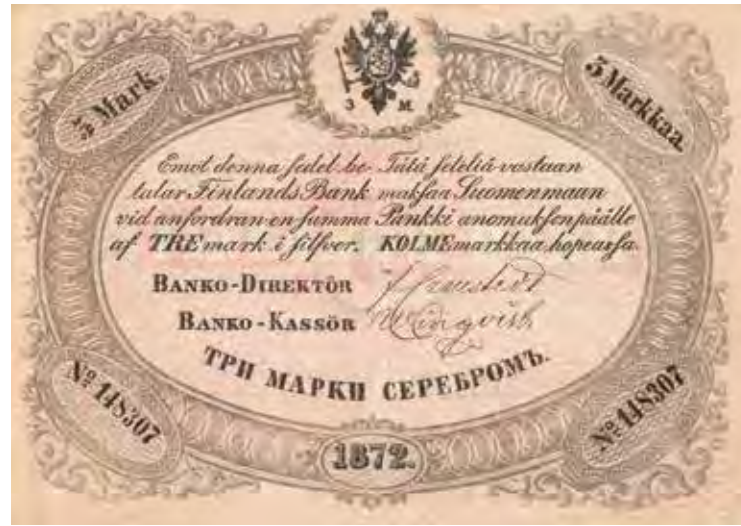 3 Mark.
3 Markkaa.
3 M.
Emot denna sedel be-
talar Finlands Bank
vid anfordran en summa
af TRE mark i silfver.
Tätä seteliä vastaan
maksaa Suomenmaan
Pankki anomuksen päälle
KOLME markkaa hopeassa.
BANKO-DIREKTÖR
BANKO-KASSÖR
ТРИ МАРКИ СЕРЕБРОМЪ.
№ 148307
№ 148307
1872.